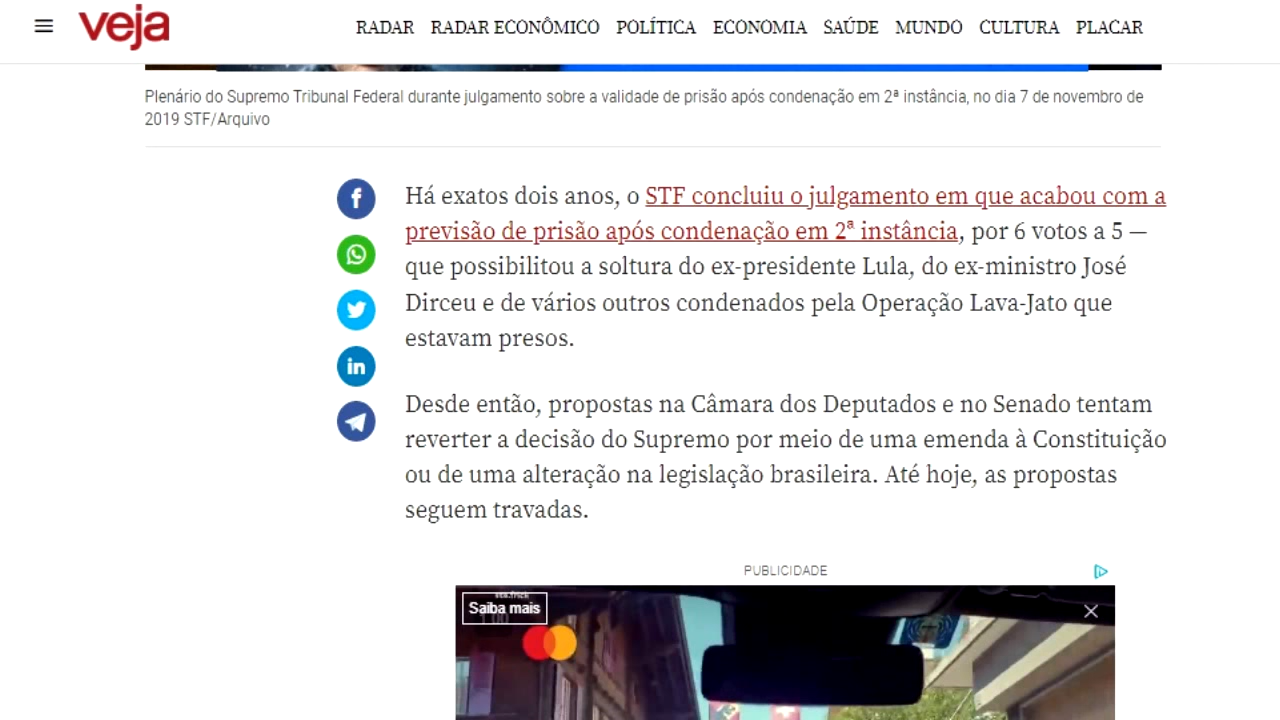 veja
RADAR RADAR ECONÔMICO POLÍTICA ECONOMIA SAÚDE MUNDO CULTURA PLACAR
Plenário do Supremo Tribunal Federal durante julgamento sobre a validade de prisão após condenação em 2ª instância, no dia 7 de novembro de
2019 STF/Arquivo
Há exatos dois anos, o STF concluiu o julgamento em que acabou com a
previsão de prisão após condenação em 2ª instância, por 6 votos a 5 —
que possibilitou a soltura do ex-presidente Lula, do ex-ministro José
Dirceu e de vários outros condenados pela Operação Lava-Jato que
estavam presos.
Desde então, propostas na Câmara dos Deputados e no Senado tentam
reverter a decisão do Supremo por meio de uma emenda à Constituição
ou de uma alteração na legislação brasileira. Até hoje, as propostas
seguem travadas.
PUBLICIDADE
Saiba mais